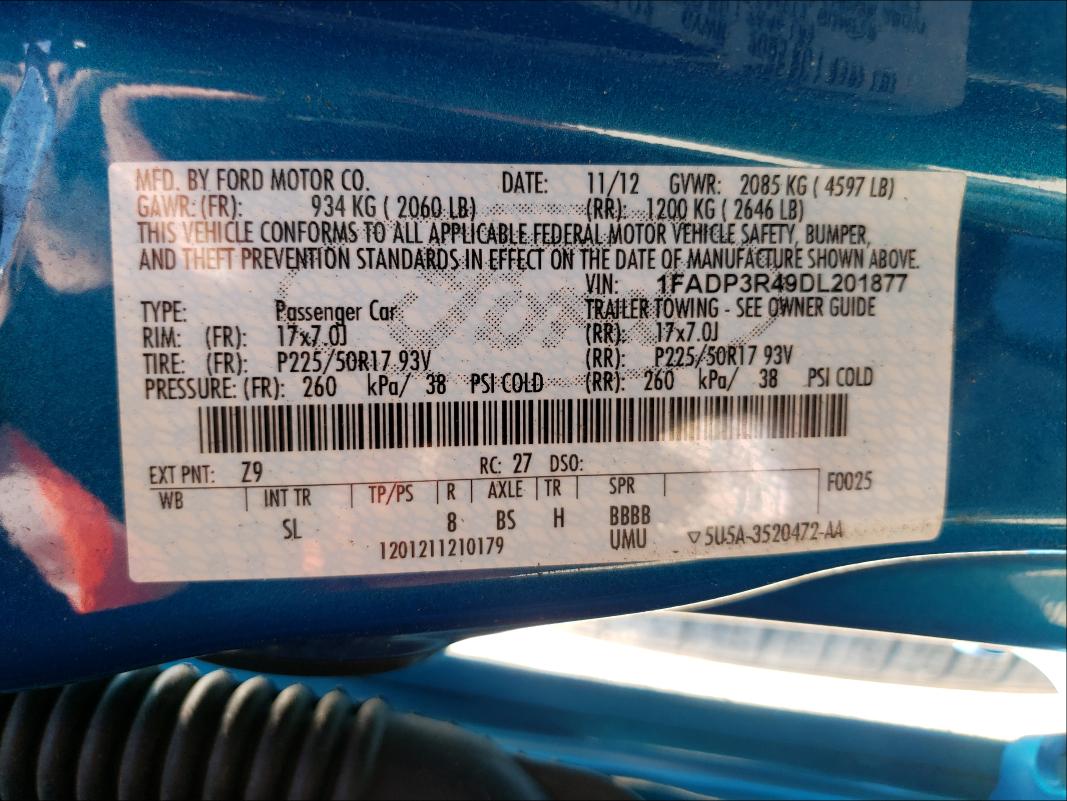 MFD. BY FORD MOTOR CO. DATE: 11/12 GVWR: 2085 KG ( 4597 LB)
GAWR: (FR): 934 KG ( 2060 LB) (RR): 1200 KG ( 2646 LB)
THIS VEHICLE CONFORMS TO ALL APPLICABLE FEDERAL MOTOR VEHICLE SAFETY, BUMPER,
AND THEFT PREVENTION STANDARDS IN EFFECT ON THE DATE OF MANUFACTURE SHOWN ABOVE.
VIN: 1FADP3R49DL201877
TYPE: Passenger Car TRAILER TOWING - SEE OWNER GUIDE
RIM: (FR): 17x7.0J (RR): 17x7.0J
TIRE: (FR): P225/50R17 93V (RR): P225/50R17 93V
PRESSURE: (FR): 260 kPa/ 38 PSI COLD (RR): 260 kPa/ 38 PSI COLD
EXT PNT: Z9 RC: 27 DSO:
WB INT TR TP/PS R AXLE TR SPR F0025
SL 8 BS H BBBB
1201211210179 UMU ▽5U5A-3520472-AA